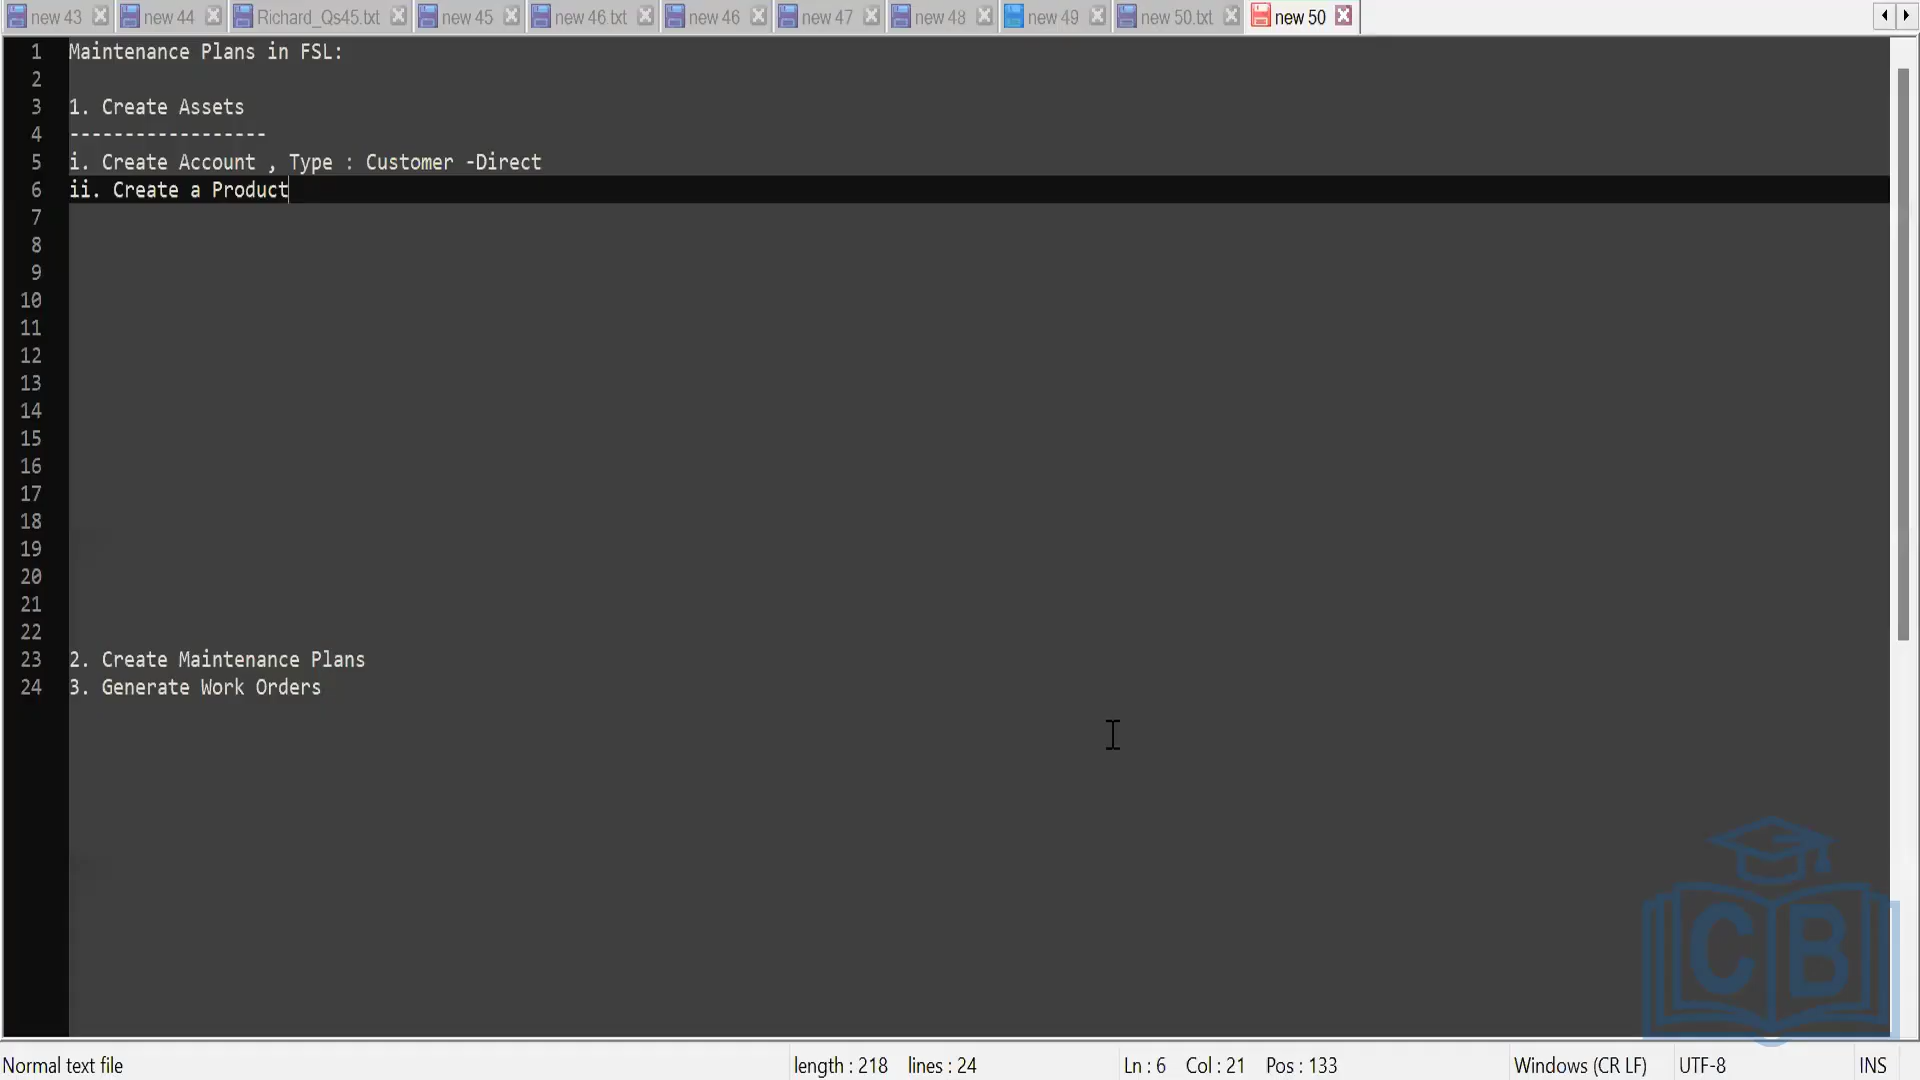 new 43 new 44 Richard_Qs45.txt new 45 new 46.txt new 46 new 47 new 48 new 49 new 50.txt new 50
1 Maintenance Plans in FSL:
2
3 1. Create Assets
4 ------------------
5 i. Create Account , Type : Customer -Direct
6 ii. Create a Product
7
8
9
10
11
12
13
14
15
16
17
18
19
20
21
22
23 2. Create Maintenance Plans
24 3. Generate Work Orders
CB
Normal text file length : 218 lines : 24 Ln : 6 Col : 21 Pos : 133 Windows (CR LF) UTF-8 INS